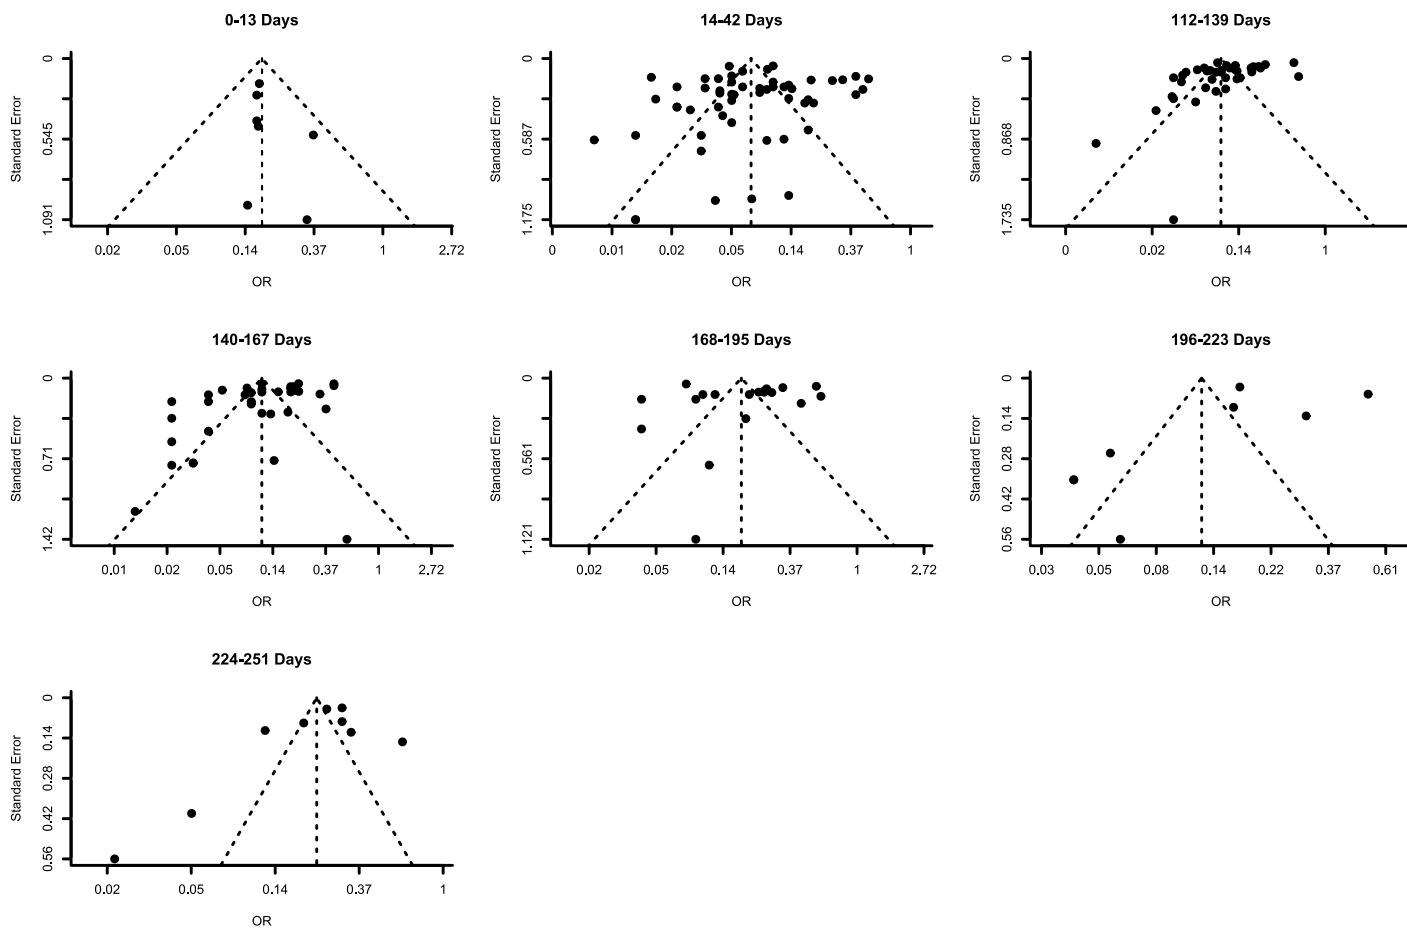 0-13 Days
Standard Error
0
0.545
1.091
0.02 0.05 0.14 0.37 1 2.72
OR
14-42 Days
Standard Error
0
0.587
1.175
0 0.01 0.02 0.05 0.14 0.37 1
OR
112-139 Days
Standard Error
0
0.868
1.735
0 0.02 0.14 1
OR
140-167 Days
Standard Error
0
0.71
1.42
0.01 0.02 0.05 0.14 0.37 1 2.72
OR
168-195 Days
Standard Error
0
0.561
1.121
0.02 0.05 0.14 0.37 1 2.72
OR
196-223 Days
Standard Error
0
0.14
0.28
0.42
0.56
0.03 0.05 0.08 0.14 0.22 0.37 0.61
OR
224-251 Days
Standard Error
0
0.14
0.28
0.42
0.56
0.02 0.05 0.14 0.37 1
OR